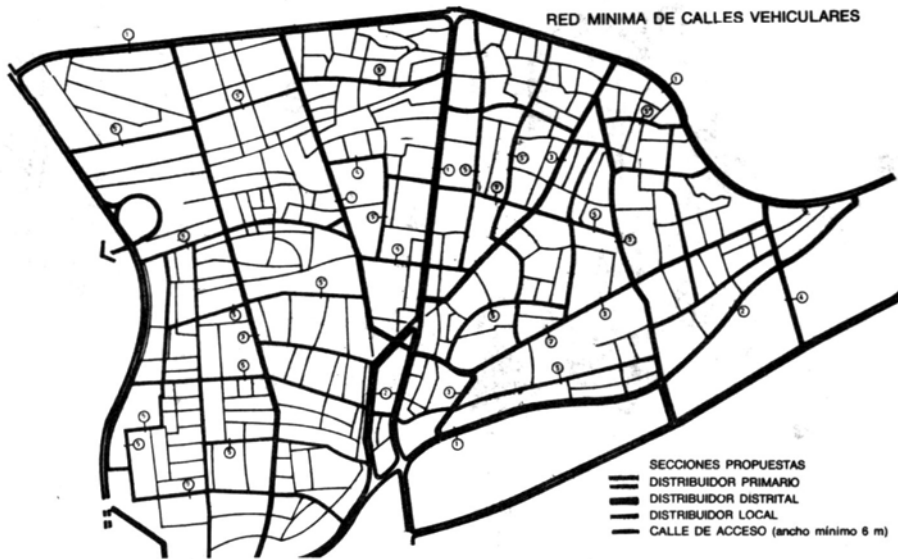 RED MINIMA DE CALLES VEHICULARES
SECCIONES PROPUESTAS
DISTRIBUIDOR PRIMARIO
DISTRIBUIDOR DISTRITAL
DISTRIBUIDOR LOCAL
CALLE DE ACCESO (ancho mínimo 6 m)